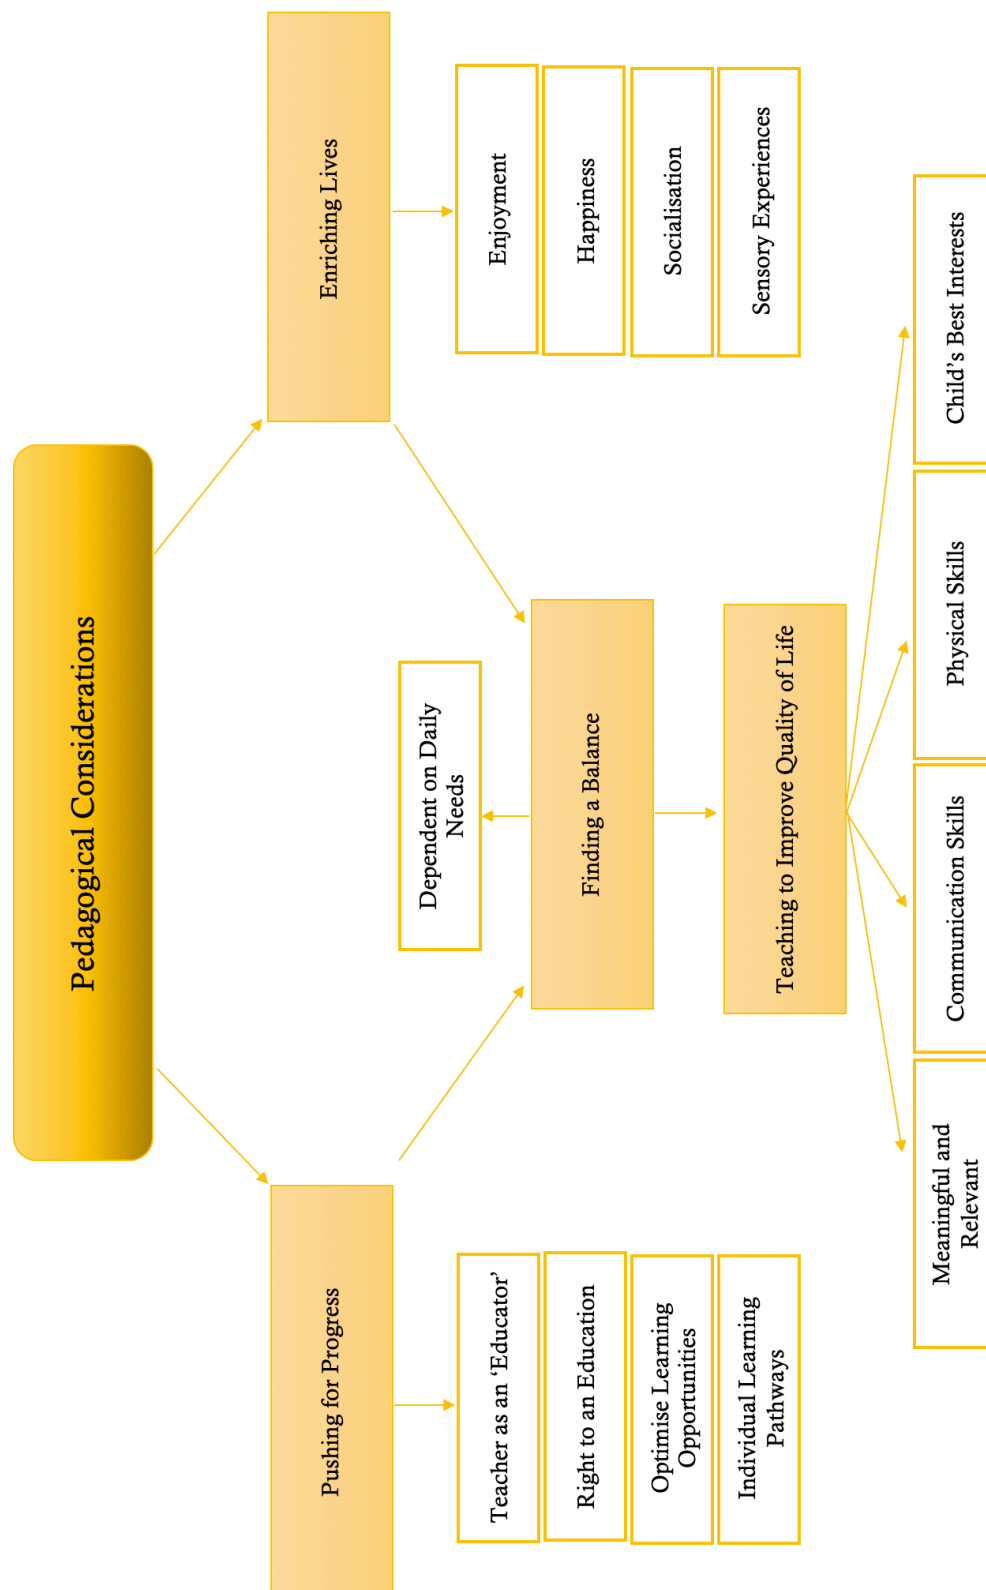 Pedagogical Considerations
Pushing for Progress
Enriching Lives
Teacher as an ‘Educator’
Right to an Education
Optimise Learning
Opportunities
Individual Learning
Pathways
Dependent on Daily
Needs
Finding a Balance
Teaching to Improve Quality of Life
Enjoyment
Happiness
Socialisation
Sensory Experiences
Meaningful and
Relevant
Communication Skills
Physical Skills
Child’s Best Interests